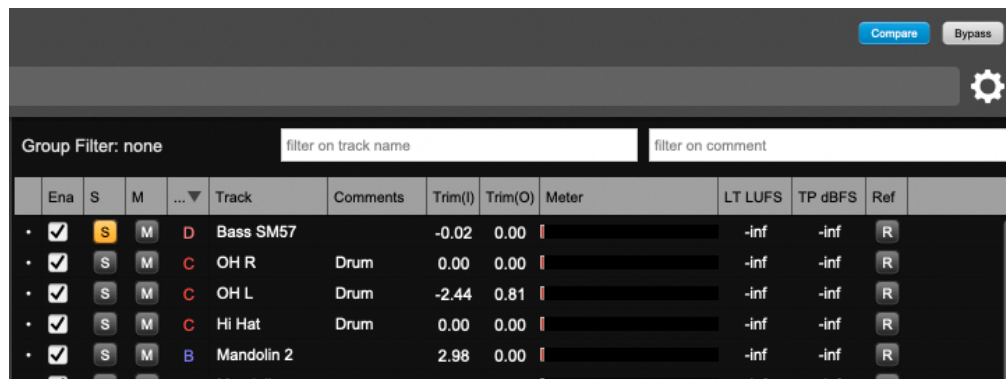 Compare Bypass
Group Filter: none filter on track name filter on comment
Ena S M ...▼ Track Comments Trim(I) Trim(O) Meter LT LUFS TP dBFS Ref
S M D Bass SM57 -0.02 0.00 -inf -inf R
S M C OH R Drum 0.00 0.00 -inf -inf R
S M C OH L Drum -2.44 0.81 -inf -inf R
S M C Hi Hat Drum 0.00 0.00 -inf -inf R
S M B Mandolin 2 2.98 0.00 -inf -inf R